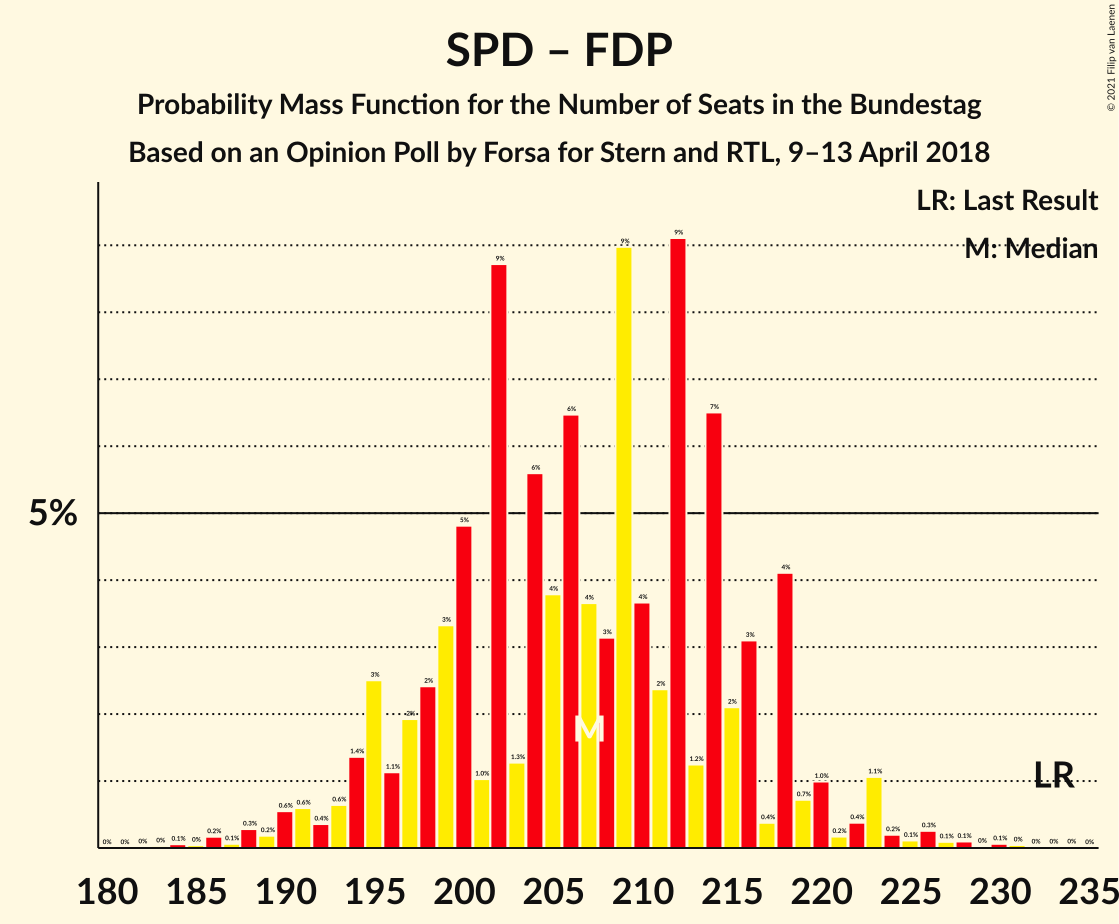 SPD – FDP
Probability Mass Function for the Number of Seats in the Bundestag
Based on an Opinion Poll by Forsa for Stern and RTL, 9–13 April 2018
© 2021 Filip van Laenen
LR: Last Result
M: Median
5%
0% 0% 0% 0% 0.1% 0% 0.2% 0.1% 0.3% 0.2% 0.6% 0.6% 0.4% 0.6% 1.4% 3% 1.1% 2% 2% 3% 5% 1.0% 9% 1.3% 6% 4% 6% 4% 3% 9% 4% 2% 9% 1.2% 7% 2% 3% 0.4% 4% 0.7% 1.0% 0.2% 0.4% 1.1% 0.2% 0.1% 0.3% 0.1% 0.1% 0% 0.1% 0% 0% 0% 0% 0%
M
LR
180 185 190 195 200 205 210 215 220 225 230 235